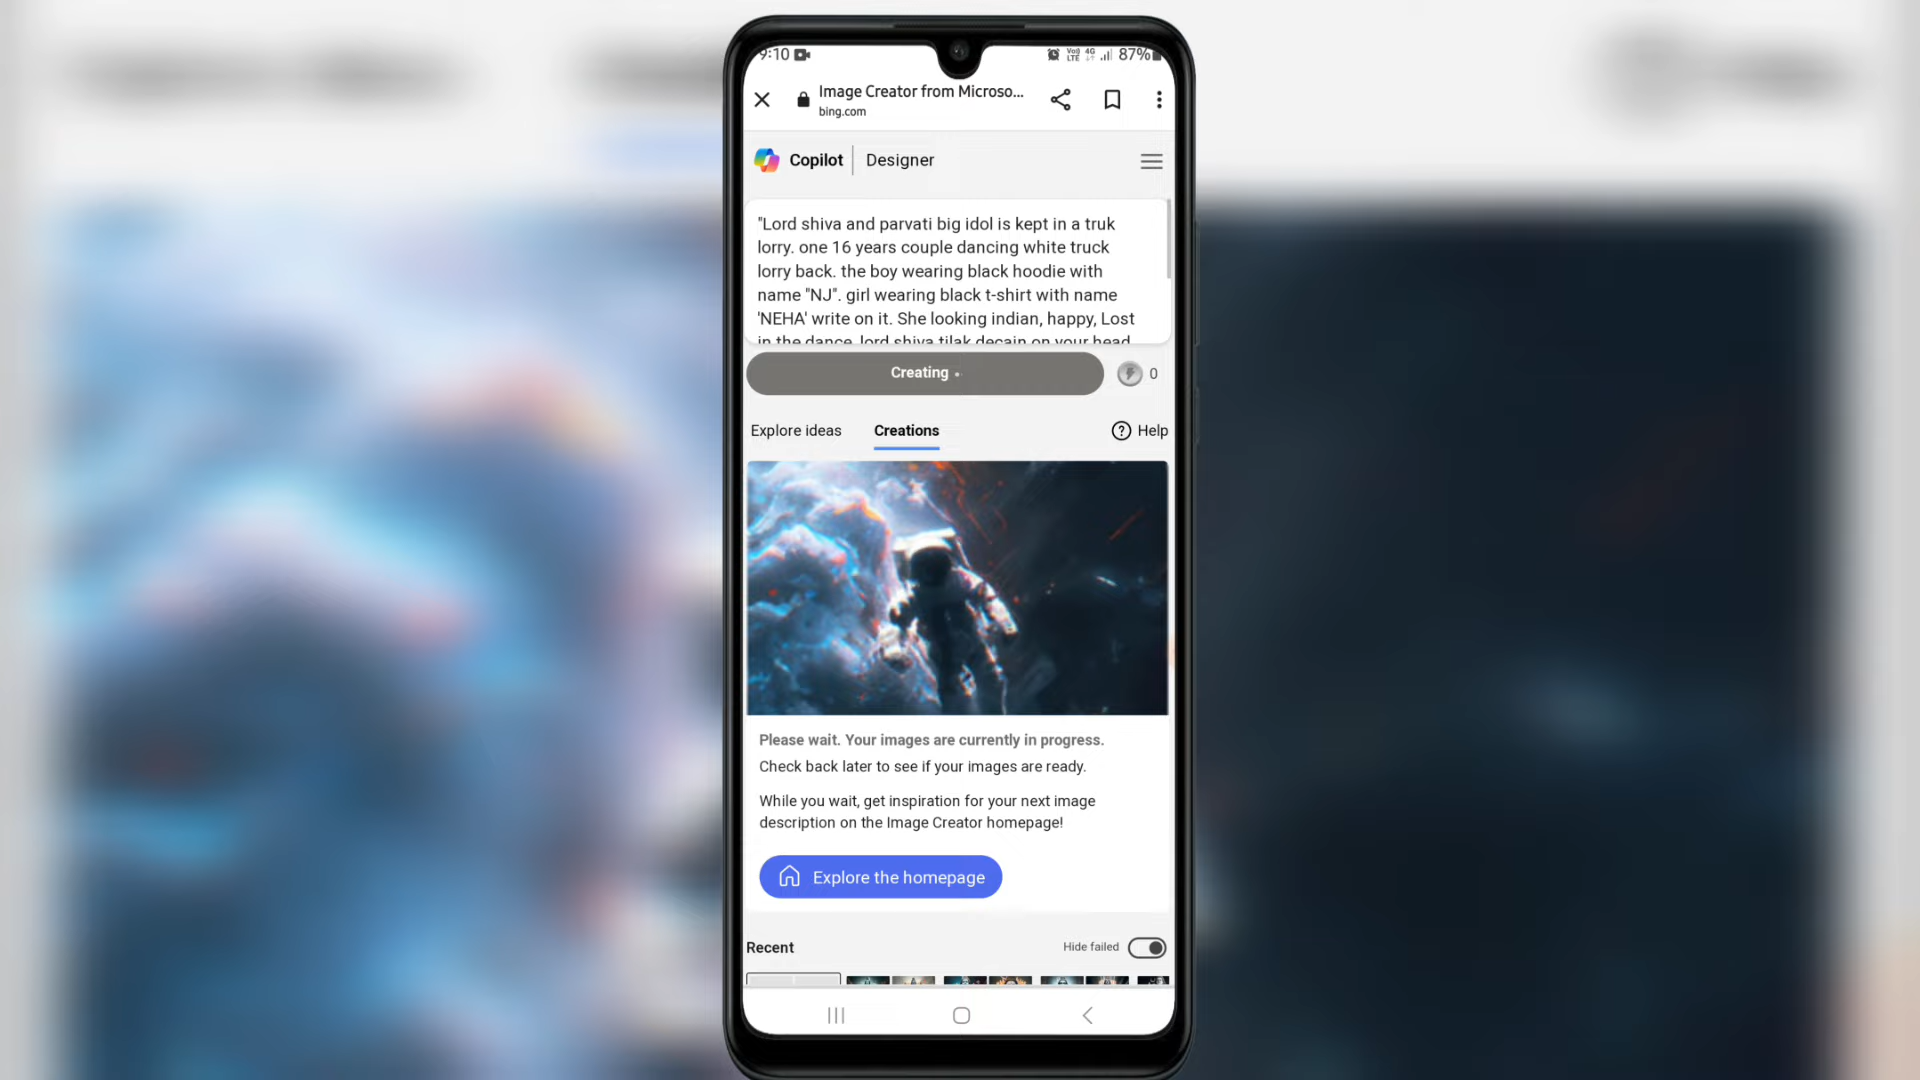 9:10
Vo) 4G
LTE
87%
Image Creator from Microso...
bing.com
Copilot
Designer
"Lord shiva and parvati big idol is kept in a truk
lorry. one 16 years couple dancing white truck
lorry back. the boy wearing black hoodie with
name "NJ". girl wearing black t-shirt with name
'NEHA' write on it. She looking indian, happy, Lost
in the dance, lord shiva tilak decain on your head
Creating
0
Explore ideas
Creations
Help
Please wait. Your images are currently in progress.
Check back later to see if your images are ready.
While you wait, get inspiration for your next image
description on the Image Creator homepage!
Explore the homepage
Recent
Hide failed